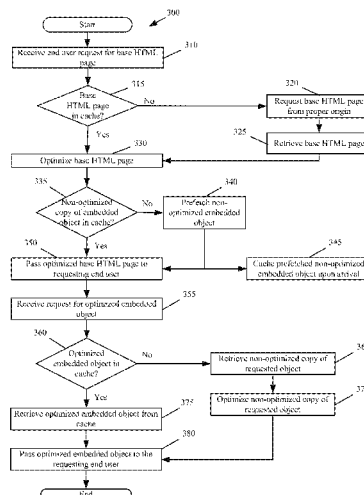 300
Start
310
Receive end user request for base HTML
page
315
Base
HTML page
in cache?
No
Yes
320
Request base HTML page
from proper origin
325
Retrieve base HTML page
330
Optimize base HTML page
335
Non-optimized
copy of embedded
object in cache?
No
Yes
340
Prefetch non-
optimized embedded
object
345
Cache prefetched non-optimized
embedded object upon arrival
350
Pass optimized base HTML page to
requesting end user
355
Receive request for optimized embedded
object
360
Optimized
embedded object in
cache?
No
Yes
36
Retrieve non-optimized copy of
requested object
37
Optimize non-optimized copy of
requested object
375
Retrieve optimized embedded object from
cache
380
Pass optimized embedded object to the
requesting end user
End